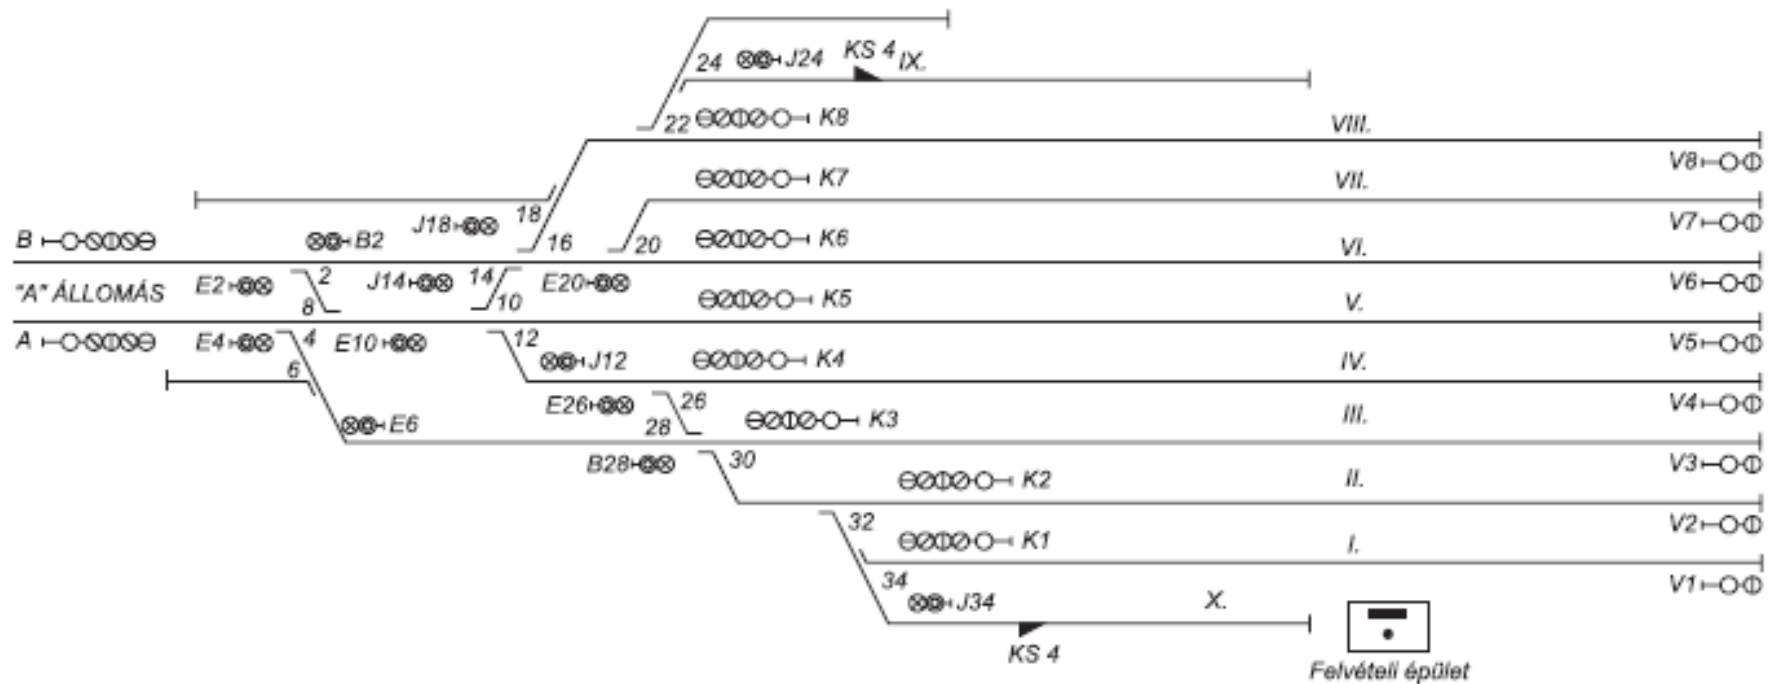 24 J24 KS 4 IX.
22 K8 VIII.
V8
K7 VII.
J18 18 V7
B B2 16 20 K6 VI.
"A" ÁLLOMÁS E2 2 J14 14 E20 V6
8 10 K5 V.
A E4 4 E10 12 V5
6 J12 K4 IV.
E26 26 V4
E6 28 K3 III.
B28 30 V3
K2 II.
32 V2
K1 I.
34 V1
J34 X.
KS 4
Felvételi épület